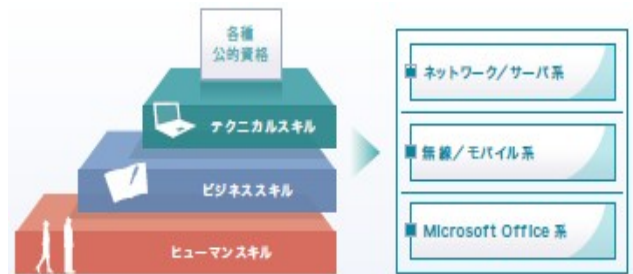 各種
公的資格
テクニカルスキル
ビジネススキル
ヒューマンスキル
ネットワーク／サーバ系
無線／モバイル系
Microsoft Office 系